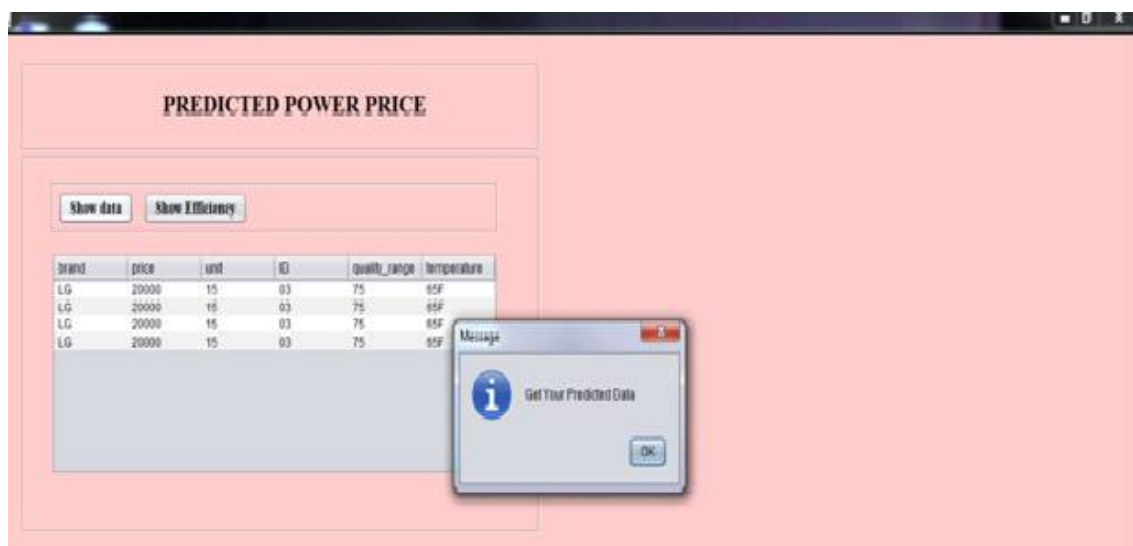 PREDICTED POWER PRICE
Show data Show Efficiency
brand price unit ID quality_range temperature
LG 20000 15 03 75 65F
LG 20000 15 03 75 65F
LG 20000 15 03 75 65F
LG 20000 15 03 75 65F
Message
Get Your Predicted Data
OK